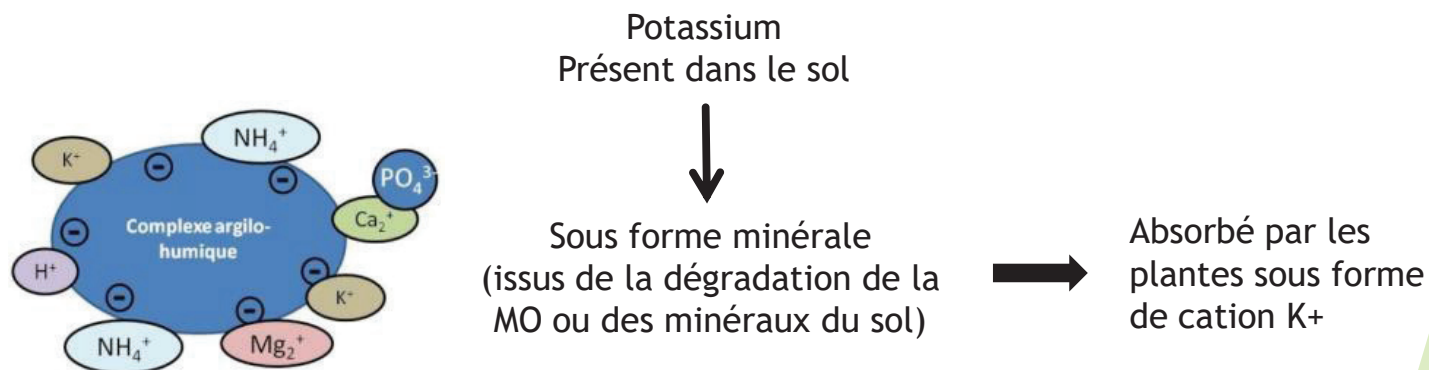 Potassium
Présent dans le sol
NH₄⁺
K⁺
PO₄³⁻
Ca₂⁺
Complexe argilo-
humique
H⁺
K⁺
NH₄⁺
Mg₂⁺
Sous forme minérale
(issus de la dégradation de la
MO ou des minéraux du sol)
Absorbé par les
plantes sous forme
de cation K+